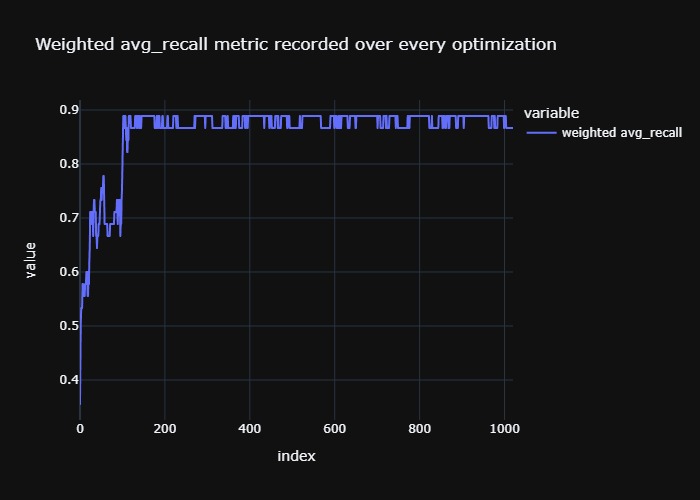 Weighted avg_recall metric recorded over every optimization
0.9
0.8
0.7
0.6
0.5
0.4
value
0
200
400
600
800
1000
index
variable
weighted avg_recall